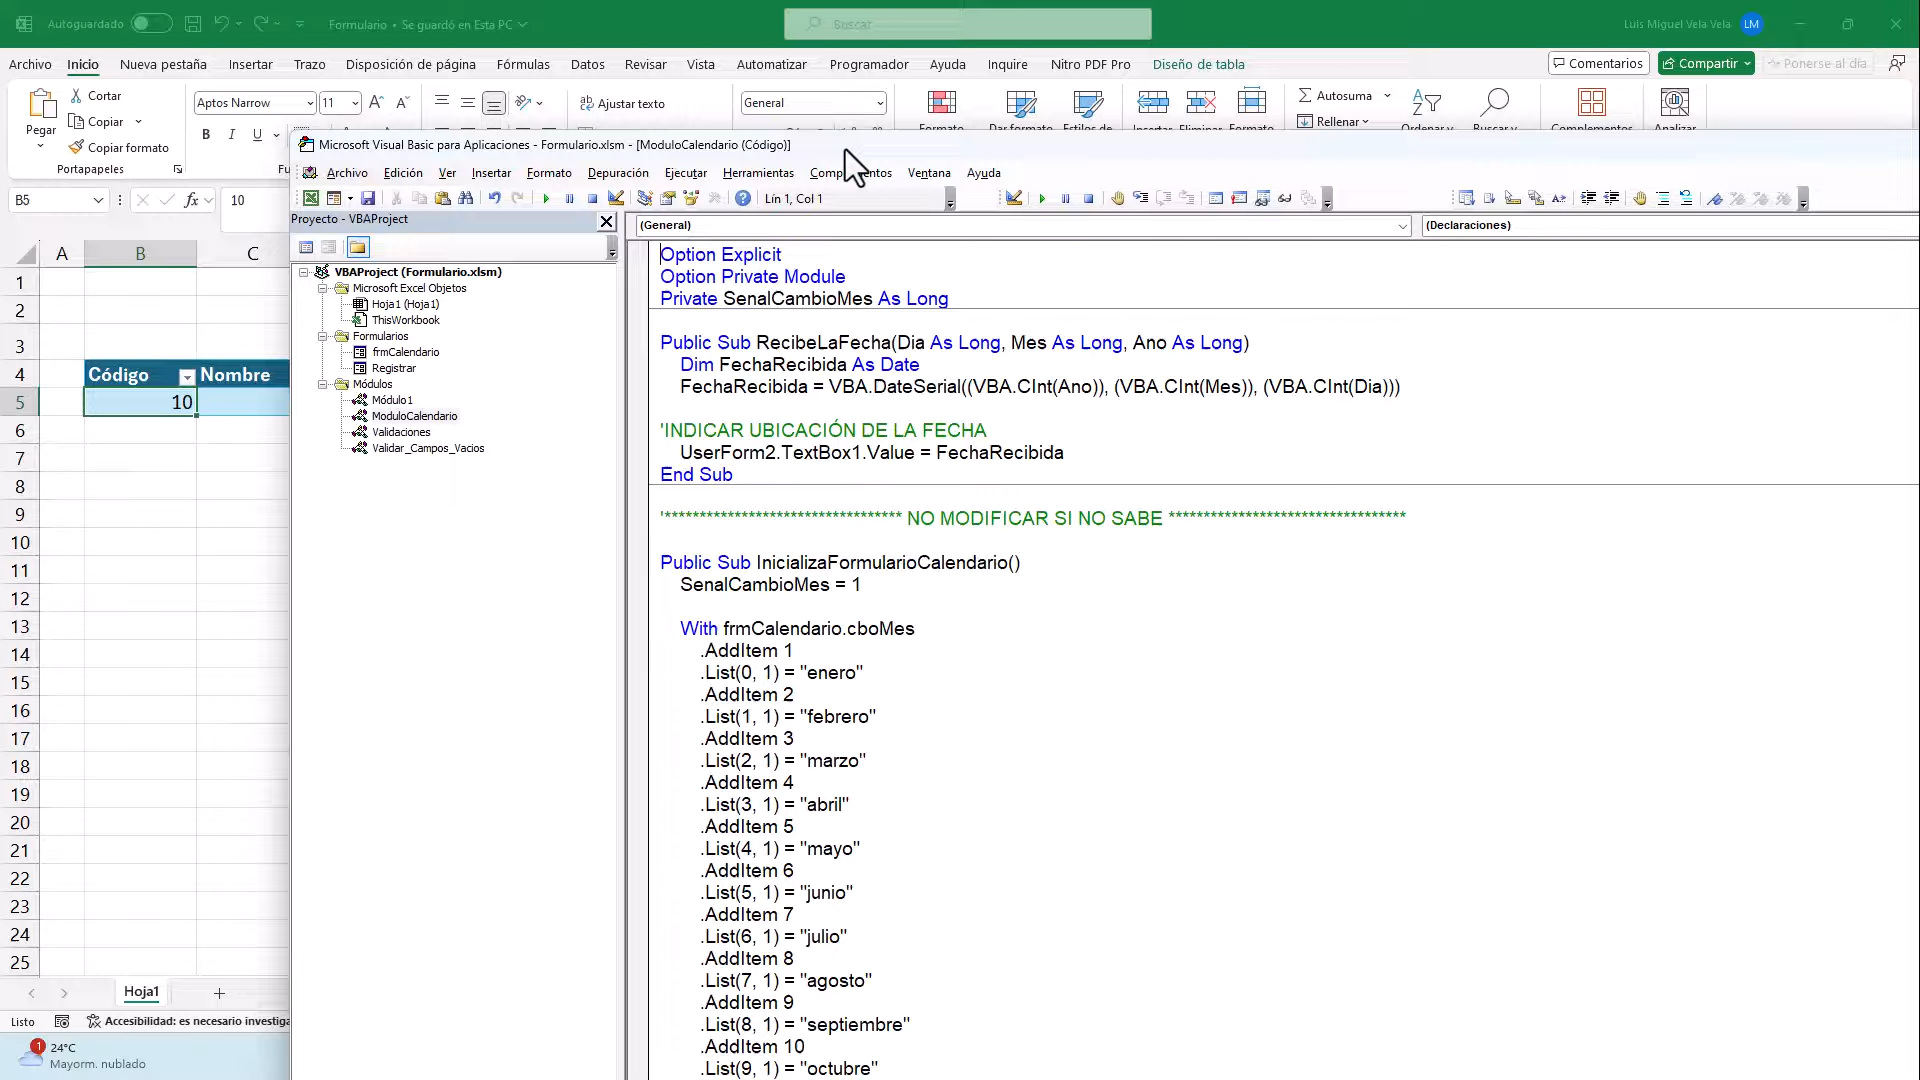 Autoguardado
Formulario • Se guardó en Esta PC
Buscar
Luis Miguel Vela Vela
LM
Archivo
Inicio
Nueva pestaña
Insertar
Trazo
Disposición de página
Fórmulas
Datos
Revisar
Vista
Automatizar
Programador
Ayuda
Inquire
Nitro PDF Pro
Diseño de tabla
Comentarios
Compartir
Ponerse al día
Pegar
Cortar
Copiar
Copiar formato
Portapapeles
Aptos Narrow
11
Ajustar texto
General
Autosuma
Rellenar
Microsoft Visual Basic para Aplicaciones - Formulario.xlsm - [ModuloCalendario (Código)]
Archivo
Edición
Ver
Insertar
Formato
Depuración
Ejecutar
Herramientas
Ventana
Ayuda
Lín 1, Col 1
B5
fx
10
Proyecto - VBAProject
(General)
(Declaraciones)
A
B
C
1
2
3
4
5
6
7
8
9
10
11
12
13
14
15
16
17
18
19
20
21
22
23
24
25
Código
Nombre
10
VBAProject (Formulario.xlsm)
Microsoft Excel Objetos
Hoja1 (Hoja1)
ThisWorkbook
Formularios
frmCalendario
Registrar
Módulos
Módulo1
ModuloCalendario
Validaciones
Validar_Campos_Vacios
Option Explicit
Option Private Module
Private SenalCambioMes As Long
Public Sub RecibeLaFecha(Dia As Long, Mes As Long, Ano As Long)
Dim FechaRecibida As Date
FechaRecibida = VBA.DateSerial((VBA.CInt(Ano)), (VBA.CInt(Mes)), (VBA.CInt(Dia)))
'INDICAR UBICACIÓN DE LA FECHA
UserForm2.TextBox1.Value = FechaRecibida
End Sub
'********************************** NO MODIFICAR SI NO SABE **********************************
Public Sub InicializaFormularioCalendario()
SenalCambioMes = 1
With frmCalendario.cboMes
.AddItem 1
.List(0, 1) = "enero"
.AddItem 2
.List(1, 1) = "febrero"
.AddItem 3
.List(2, 1) = "marzo"
.AddItem 4
.List(3, 1) = "abril"
.AddItem 5
.List(4, 1) = "mayo"
.AddItem 6
.List(5, 1) = "junio"
.AddItem 7
.List(6, 1) = "julio"
.AddItem 8
.List(7, 1) = "agosto"
.AddItem 9
.List(8, 1) = "septiembre"
.AddItem 10
.List(9, 1) = "octubre"
Hoja1
Listo
Accesibilidad: es necesario investiga
1
24°C
Mayorm. nublado